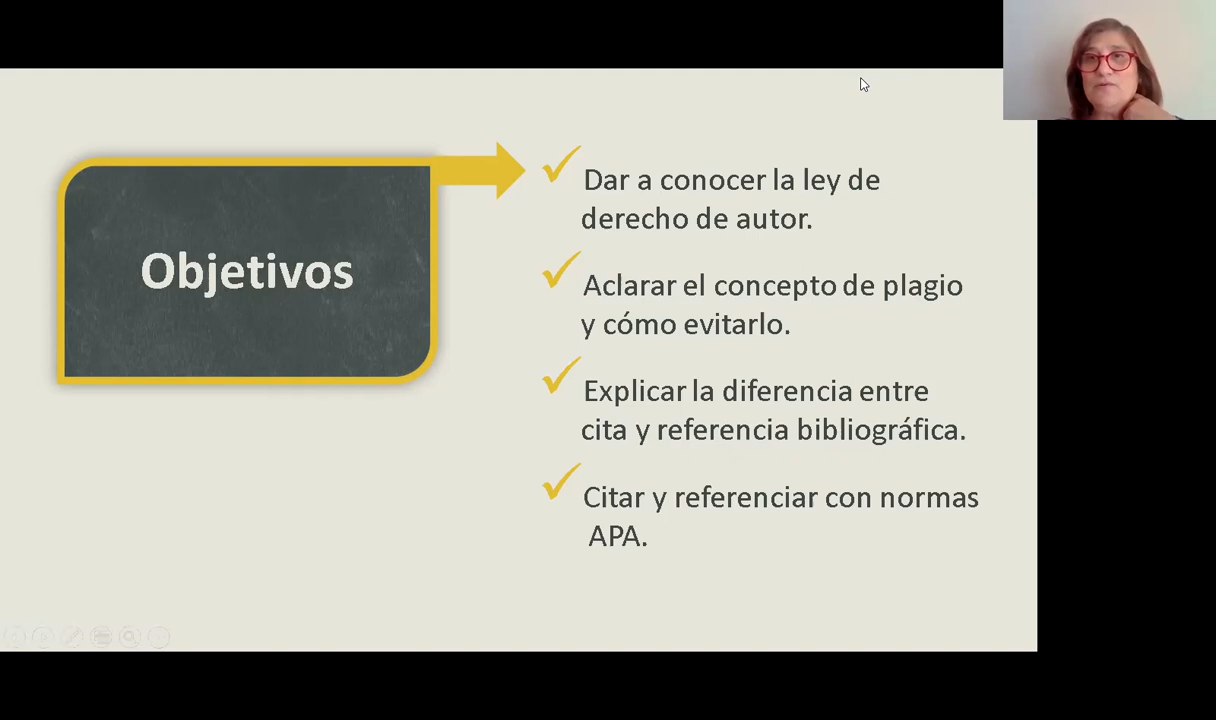 Objetivos
Dar a conocer la ley de
derecho de autor.
Aclarar el concepto de plagio
y cómo evitarlo.
Explicar la diferencia entre
cita y referencia bibliográfica.
Citar y referenciar con normas
APA.